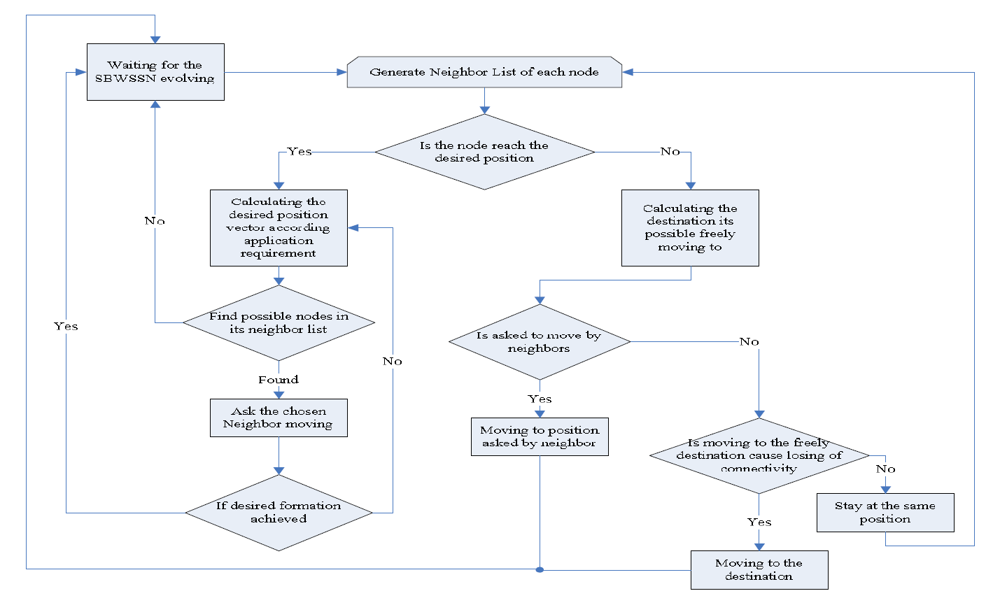 Waiting for the
SBWSSN evolving
Generate Neighbor List of each node
Is the node reach the
desired position
Yes
No
Calculating the
desired position
vector according
application
requirement
Calculating the
destination its
possible freely
moving to
No
Find possible nodes in
its neighbor list
Yes
Is asked to move by
neighbors
No
No
Found
Yes
Ask the chosen
Neighbor moving
Moving to position
asked by neighbor
Is moving to the freely
destination cause losing of
connectivity
No
If desired formation
achieved
Stay at the same
position
Yes
Moving to the
destination